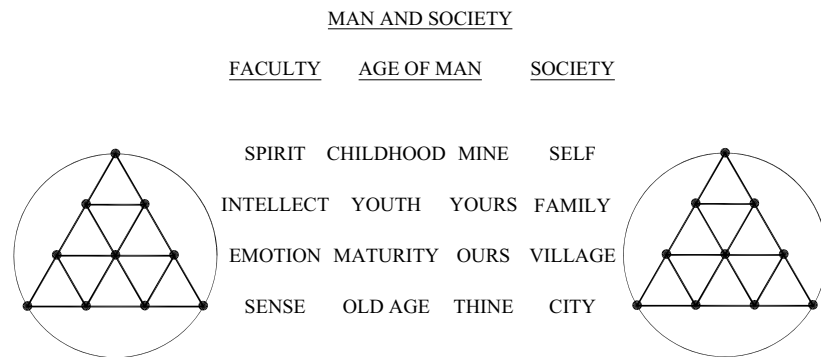 MAN AND SOCIETY
FACULTY AGE OF MAN SOCIETY
SPIRIT CHILDHOOD MINE SELF
INTELLECT YOUTH YOURS FAMILY
EMOTION MATURITY OURS VILLAGE
SENSE OLD AGE THINE CITY